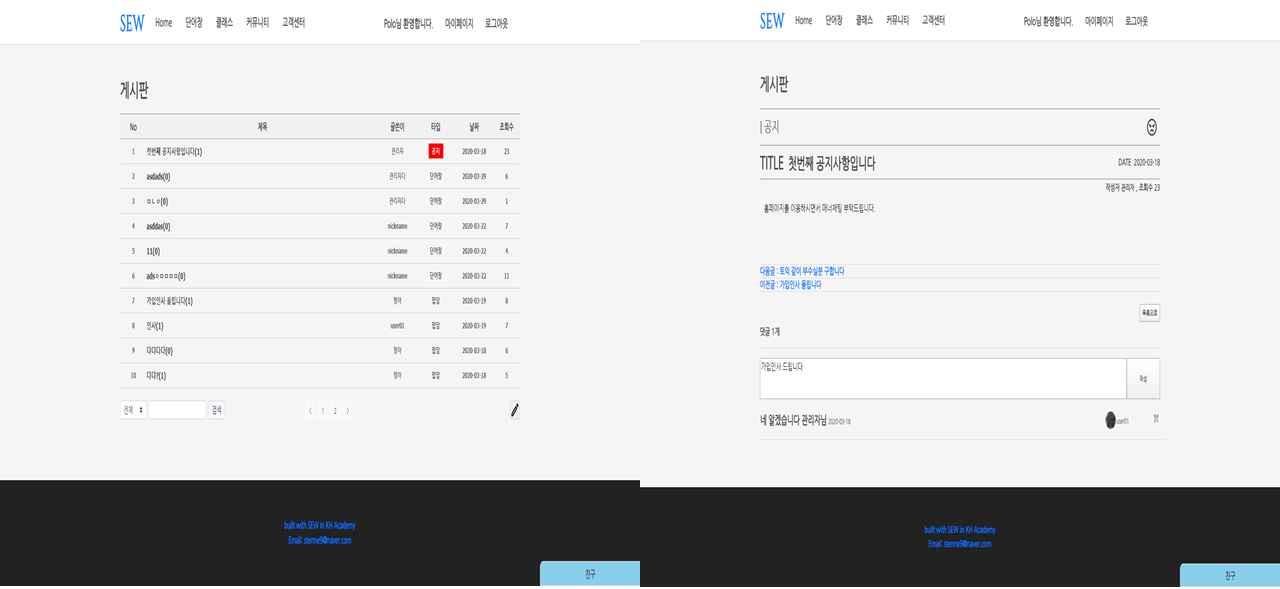 SEW Home 단어장 클래스 커뮤니티 고객센터 Polo님 환영합니다. 마이페이지 로그아웃
게시판
No 제목 글쓴이 타입 날짜 조회수
1 첫번째 공지사항입니다(1) 관리자 공지 2020-03-18 23
2 asdads(0) 관리자다 단어장 2020-03-29 6
3 ㅁㄴㅇ(0) 관리자다 단어장 2020-03-29 1
4 asddas(0) nickname 단어장 2020-03-22 7
5 11(0) nickname 단어장 2020-03-22 4
6 adsㅇㅁㅁㅁㅁ(0) nickname 단어장 2020-03-22 11
7 가입인사 올립니다(1) 정아 잡담 2020-03-19 8
8 인사(1) user01 잡담 2020-03-19 7
9 디디디디(0) 정아 잡담 2020-03-18 6
10 디디?(1) 정아 잡담 2020-03-18 5
전체 검색 〈 1 2 〉
built with SEW in KH Academy
Email: sterme9@naver.com
친구
SEW Home 단어장 클래스 커뮤니티 고객센터 Polo님 환영합니다. 마이페이지 로그아웃
게시판
| 공지
TITLE 첫번째 공지사항입니다 DATE 2020-03-18
작성자 관리자 , 조회수 23
홈페이지를 이용하시면서 매너채팅 부탁드립니다.
다음글 : 토익 같이 부수실분 구합니다
이전글 : 가입인사 올립니다
목록으로
댓글 1개
가입인사 드립니다
작성
네 알겠습니다 관리자님 2020-03-18 user01
built with SEW in KH Academy
Email: sterme9@naver.com
친구